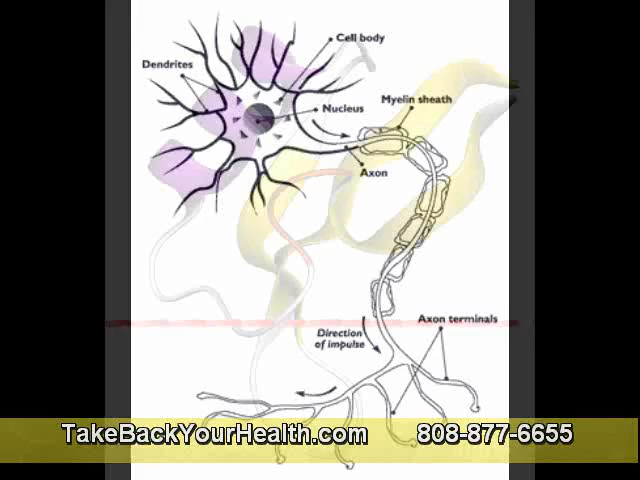 Cell body
Dendrites
Myelin sheath
Nucleus
Axon
Axon terminals
Direction
of impulse
TakeBackYourHealth.com 808-877-6655